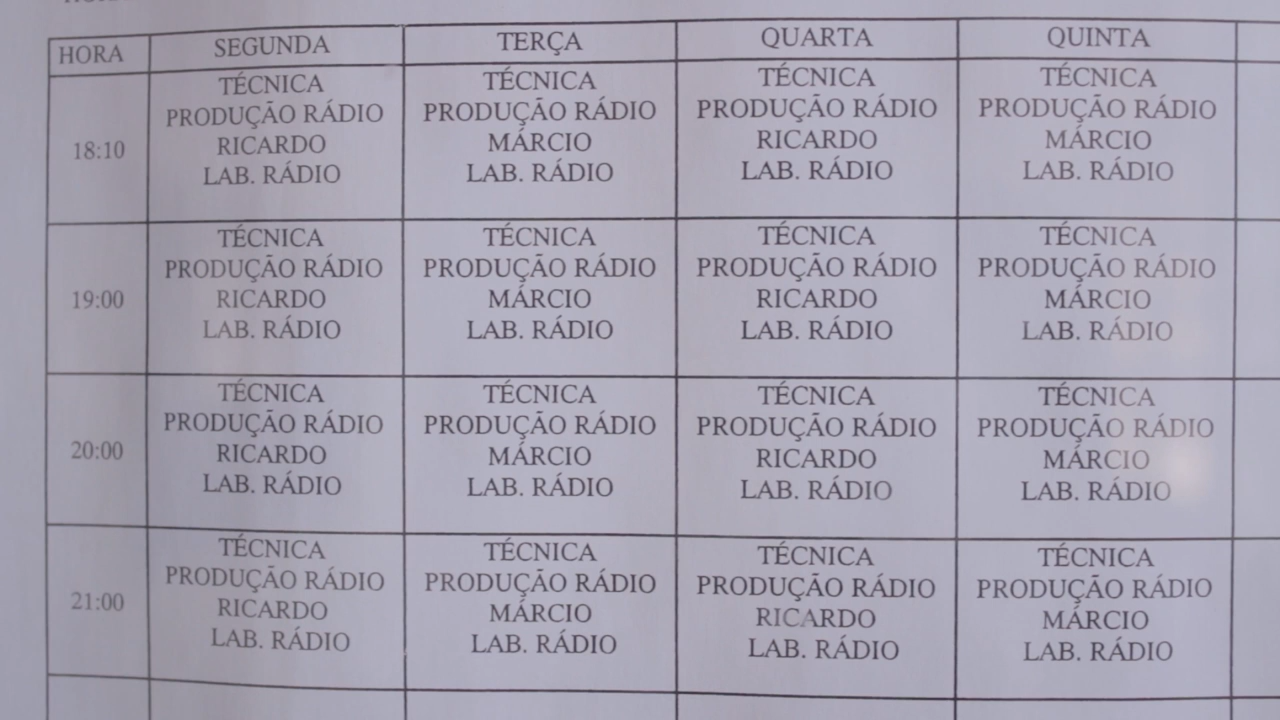 HORA SEGUNDA TERÇA QUARTA QUINTA
TÉCNICA TÉCNICA TÉCNICA TÉCNICA
PRODUÇÃO RÁDIO PRODUÇÃO RÁDIO PRODUÇÃO RÁDIO PRODUÇÃO RÁDIO
18:10 RICARDO MÁRCIO RICARDO MÁRCIO
LAB. RÁDIO LAB. RÁDIO LAB. RÁDIO LAB. RÁDIO
TÉCNICA TÉCNICA TÉCNICA TÉCNICA
PRODUÇÃO RÁDIO PRODUÇÃO RÁDIO PRODUÇÃO RÁDIO PRODUÇÃO RÁDIO
19:00 RICARDO MÁRCIO RICARDO MÁRCIO
LAB. RÁDIO LAB. RÁDIO LAB. RÁDIO LAB. RÁDIO
TÉCNICA TÉCNICA TÉCNICA TÉCNICA
PRODUÇÃO RÁDIO PRODUÇÃO RÁDIO PRODUÇÃO RÁDIO PRODUÇÃO RÁDIO
20:00 RICARDO MÁRCIO RICARDO MÁRCIO
LAB. RÁDIO LAB. RÁDIO LAB. RÁDIO LAB. RÁDIO
TÉCNICA TÉCNICA TÉCNICA TÉCNICA
PRODUÇÃO RÁDIO PRODUÇÃO RÁDIO PRODUÇÃO RÁDIO PRODUÇÃO RÁDIO
21:00 RICARDO MÁRCIO RICARDO MÁRCIO
LAB. RÁDIO LAB. RÁDIO LAB. RÁDIO LAB. RÁDIO